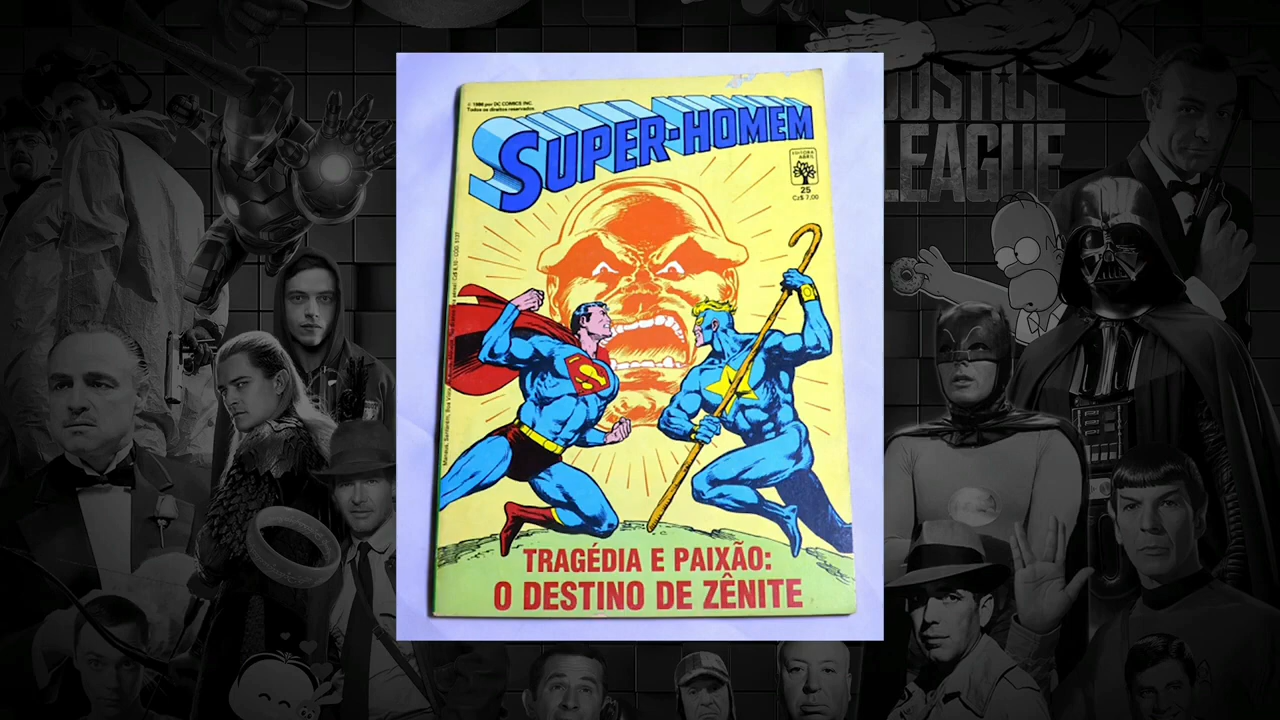 © 1986 por DC COMICS INC.
Todos os direitos reservados.
SUPER-HOMEM
EDITORA
ABRIL
25
Cz$ 7,00
JUSTICE
LEAGUE
S
TRAGÉDIA E PAIXÃO:
O DESTINO DE ZÊNITE